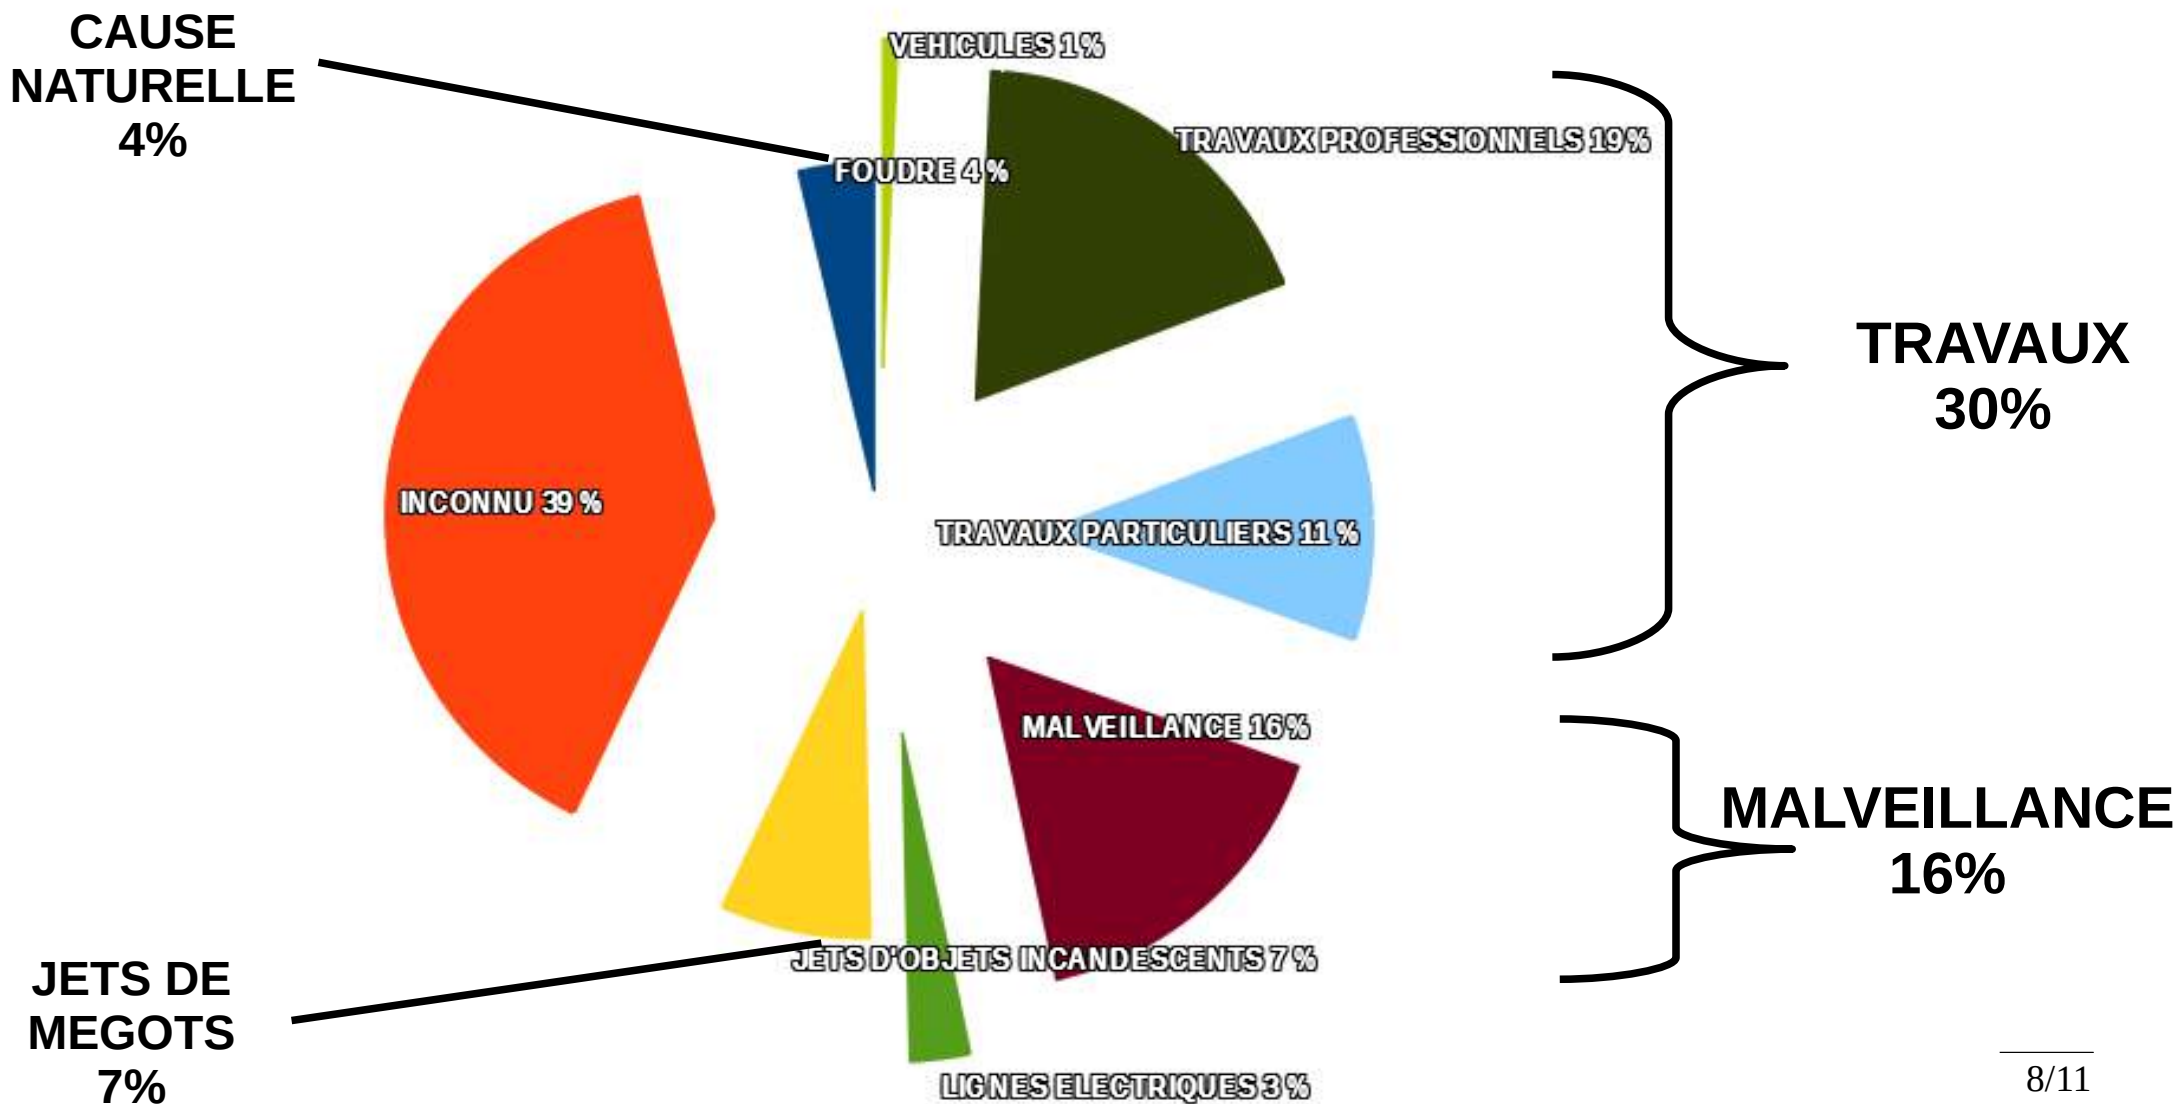 CAUSE
NATURELLE
4%
VEHICULES 1%
TRAVAUX PROFESSIONNELS 19%
FOUDRE 4 %
TRAVAUX
30%
INCONNU 39 %
TRAVAUX PARTICULIERS 11 %
MALVEILLANCE 16%
MALVEILLANCE
16%
JETS D'OBJETS INCANDESCENTS 7 %
JETS DE
MEGOTS
7%
LIGNES ELECTRIQUES 3 %
8/11